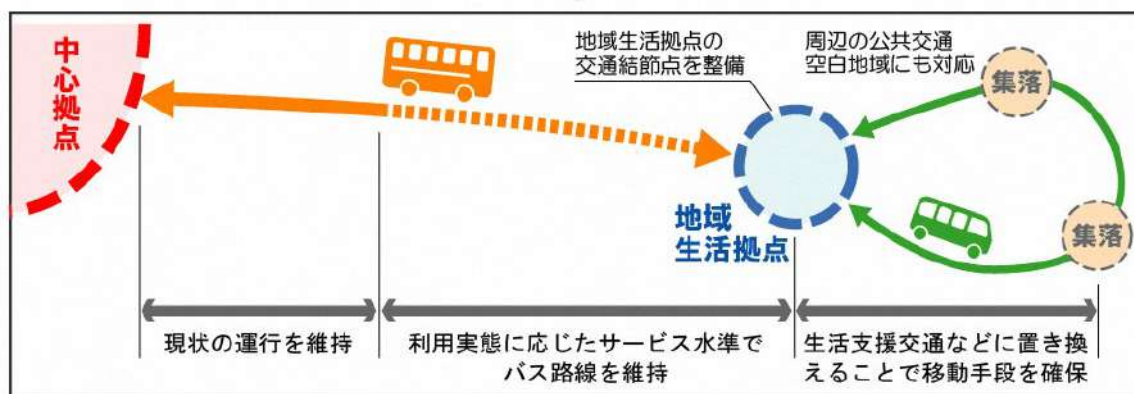 中心拠点
地域生活拠点の
交通結節点を整備
周辺の公共交通
空白地域にも対応
集落
集落
地域
生活拠点
現状の運行を維持
利用実態に応じたサービス水準で
バス路線を維持
生活支援交通などに置き換
えることで移動手段を確保